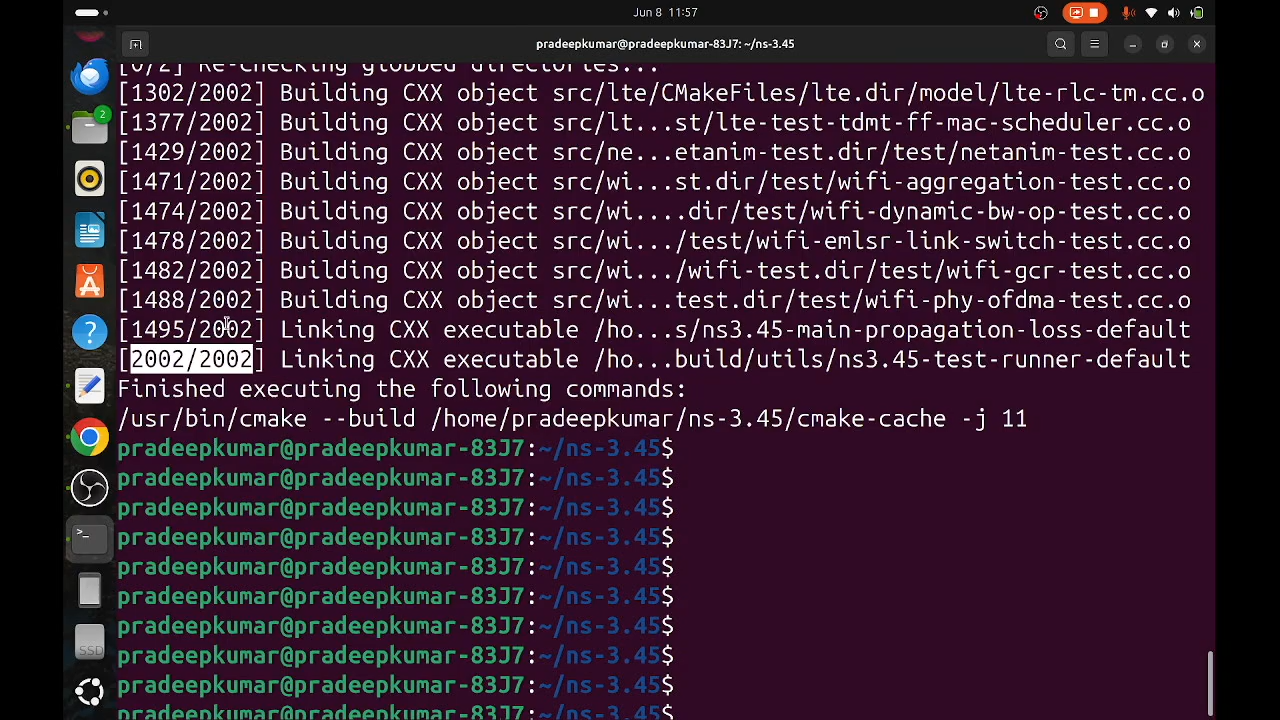 Jun 8 11:57
pradeepkumar@pradeepkumar-83J7: ~/ns-3.45
[0/2] Re-checking globbed directories...
[1302/2002] Building CXX object src/lte/CMakeFiles/lte.dir/model/lte-rlc-tm.cc.o
[1377/2002] Building CXX object src/lt...st/lte-test-tdmt-ff-mac-scheduler.cc.o
[1429/2002] Building CXX object src/ne...etanim-test.dir/test/netanim-test.cc.o
[1471/2002] Building CXX object src/wi...st.dir/test/wifi-aggregation-test.cc.o
[1474/2002] Building CXX object src/wi....dir/test/wifi-dynamic-bw-op-test.cc.o
[1478/2002] Building CXX object src/wi.../test/wifi-emlsr-link-switch-test.cc.o
[1482/2002] Building CXX object src/wi.../wifi-test.dir/test/wifi-gcr-test.cc.o
[1488/2002] Building CXX object src/wi...test.dir/test/wifi-phy-ofdma-test.cc.o
[1495/2002] Linking CXX executable /ho...s/ns3.45-main-propagation-loss-default
[2002/2002] Linking CXX executable /ho...build/utils/ns3.45-test-runner-default
Finished executing the following commands:
/usr/bin/cmake --build /home/pradeepkumar/ns-3.45/cmake-cache -j 11
pradeepkumar@pradeepkumar-83J7:~/ns-3.45$
pradeepkumar@pradeepkumar-83J7:~/ns-3.45$
pradeepkumar@pradeepkumar-83J7:~/ns-3.45$
pradeepkumar@pradeepkumar-83J7:~/ns-3.45$
pradeepkumar@pradeepkumar-83J7:~/ns-3.45$
pradeepkumar@pradeepkumar-83J7:~/ns-3.45$
pradeepkumar@pradeepkumar-83J7:~/ns-3.45$
pradeepkumar@pradeepkumar-83J7:~/ns-3.45$
pradeepkumar@pradeepkumar-83J7:~/ns-3.45$
pradeepkumar@pradeepkumar-83J7:~/ns-3.45$
2
SSD